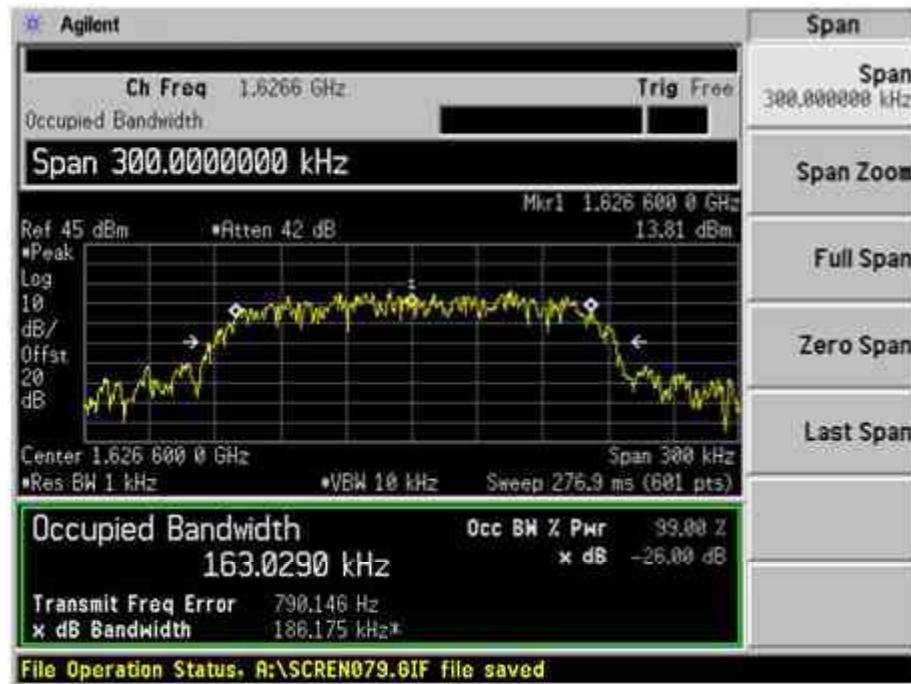 Agilent
Span
Ch Freq 1.6266 GHz Trig Free
Occupied Bandwidth
Span 300.0000000 kHz
Mkr1 1.626 600 0 GHz
Ref 45 dBm *Atten 42 dB 13.81 dBm
*Peak
Log
10
dB/
Offst
20
dB
1
Center 1.626 600 0 GHz Span 300 kHz
*Res BW 1 kHz *VBW 10 kHz Sweep 276.9 ms (601 pts)
Occupied Bandwidth
163.0290 kHz
Occ BW % Pwr 99.00 %
x dB -26.00 dB
Transmit Freq Error 790.146 Hz
x dB Bandwidth 186.175 kHz*
File Operation Status, A:\SCREN079.GIF file saved
Span
300.000000 kHz
Span Zoom
Full Span
Zero Span
Last Span